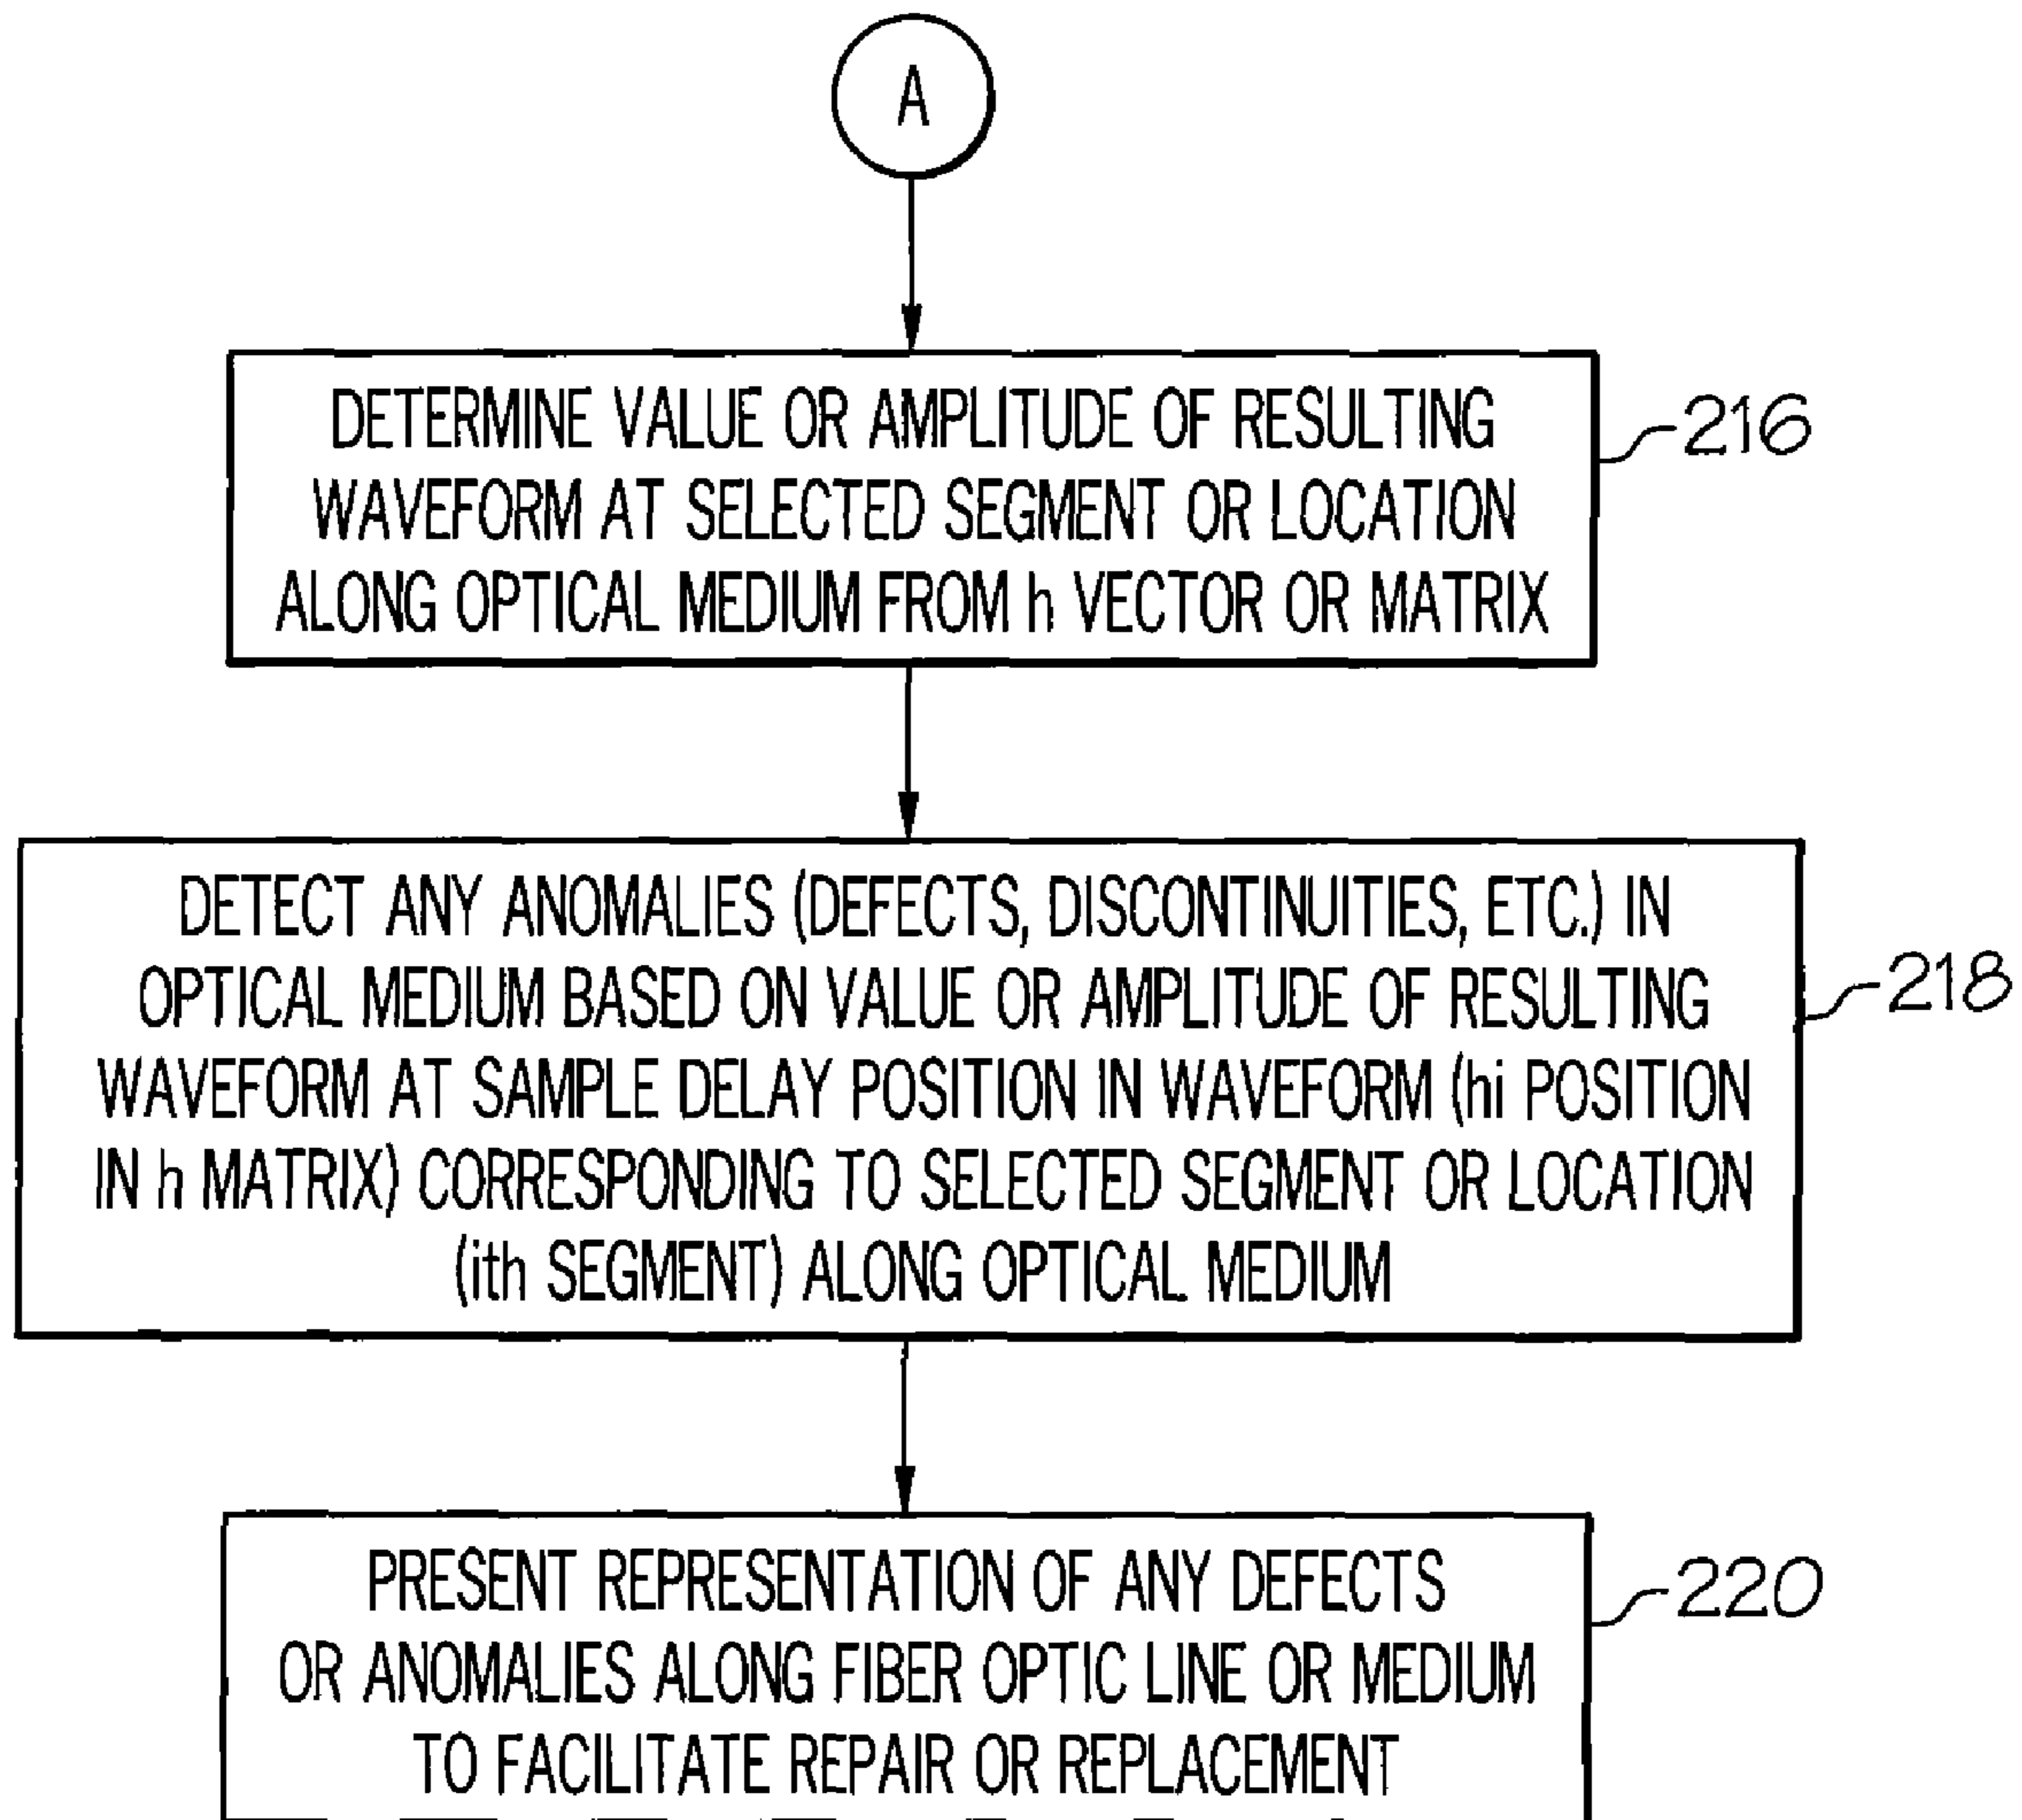 A
DETERMINE VALUE OR AMPLITUDE OF RESULTING
WAVEFORM AT SELECTED SEGMENT OR LOCATION
ALONG OPTICAL MEDIUM FROM h VECTOR OR MATRIX
216
DETECT ANY ANOMALIES (DEFECTS, DISCONTINUITIES, ETC.) IN
OPTICAL MEDIUM BASED ON VALUE OR AMPLITUDE OF RESULTING
WAVEFORM AT SAMPLE DELAY POSITION IN WAVEFORM (hi POSITION
IN h MATRIX) CORRESPONDING TO SELECTED SEGMENT OR LOCATION
(ith SEGMENT) ALONG OPTICAL MEDIUM
218
PRESENT REPRESENTATION OF ANY DEFECTS
OR ANOMALIES ALONG FIBER OPTIC LINE OR MEDIUM
TO FACILITATE REPAIR OR REPLACEMENT
220